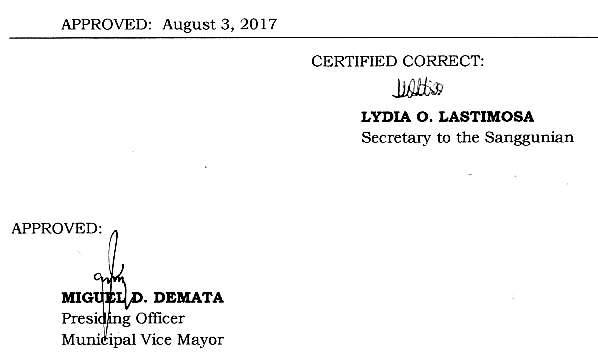 APPROVED: August 3, 2017
CERTIFIED CORRECT:
LYDIA O. LASTIMOSA
Secretary to the Sanggunian
APPROVED:
MIGUEL D. DEMATA
Presiding Officer
Municipal Vice Mayor